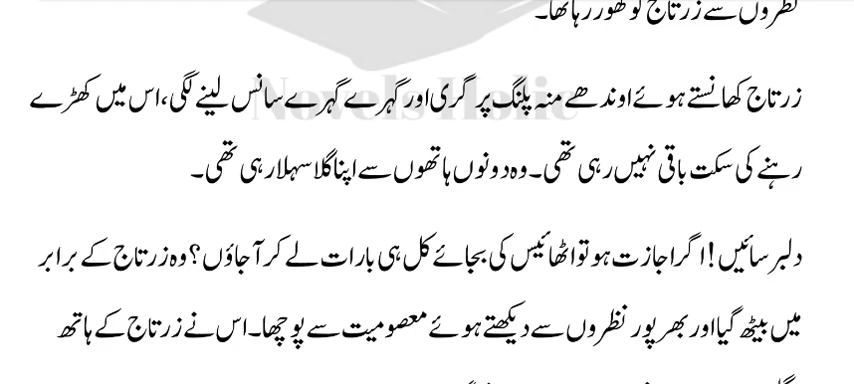 نظروں سے زرتاج کو گھور رہا تھا۔
Novels Holic
زرتاج کھانستے ہوئے اوندھے منہ پلنگ پر گری اور گہرے گہرے سانس لینے لگی، اس میں کھڑے
رہنے کی سکت باقی نہیں رہی تھی۔ وہ دونوں ہاتھوں سے اپنا گلا سہلا رہی تھی۔
دلبر سائیں! اگر اجازت ہو تو اٹھائیس کی بجائے کل ہی بارات لے کر آ جاؤں؟ وہ زرتاج کے برابر
میں بیٹھ گیا اور بھرپور نظروں سے دیکھتے ہوئے معصومیت سے پوچھا۔ اس نے زرتاج کے ہاتھ